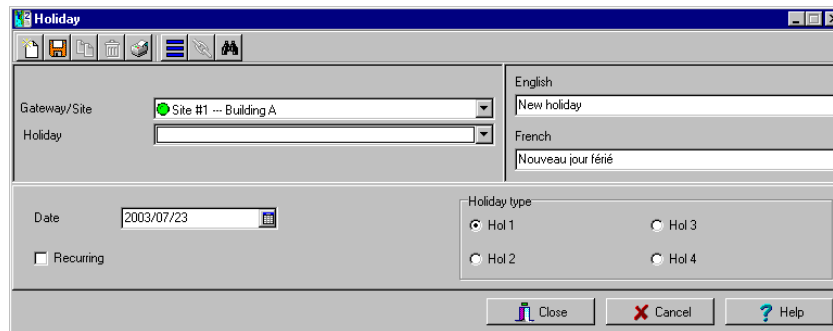 Holiday
Gateway/Site
Site #1 --- Building A
Holiday
English
New holiday
French
Nouveau jour férié
Date
2003/07/23
Recurring
Holiday type
Hol 1
Hol 3
Hol 2
Hol 4
Close
Cancel
? Help